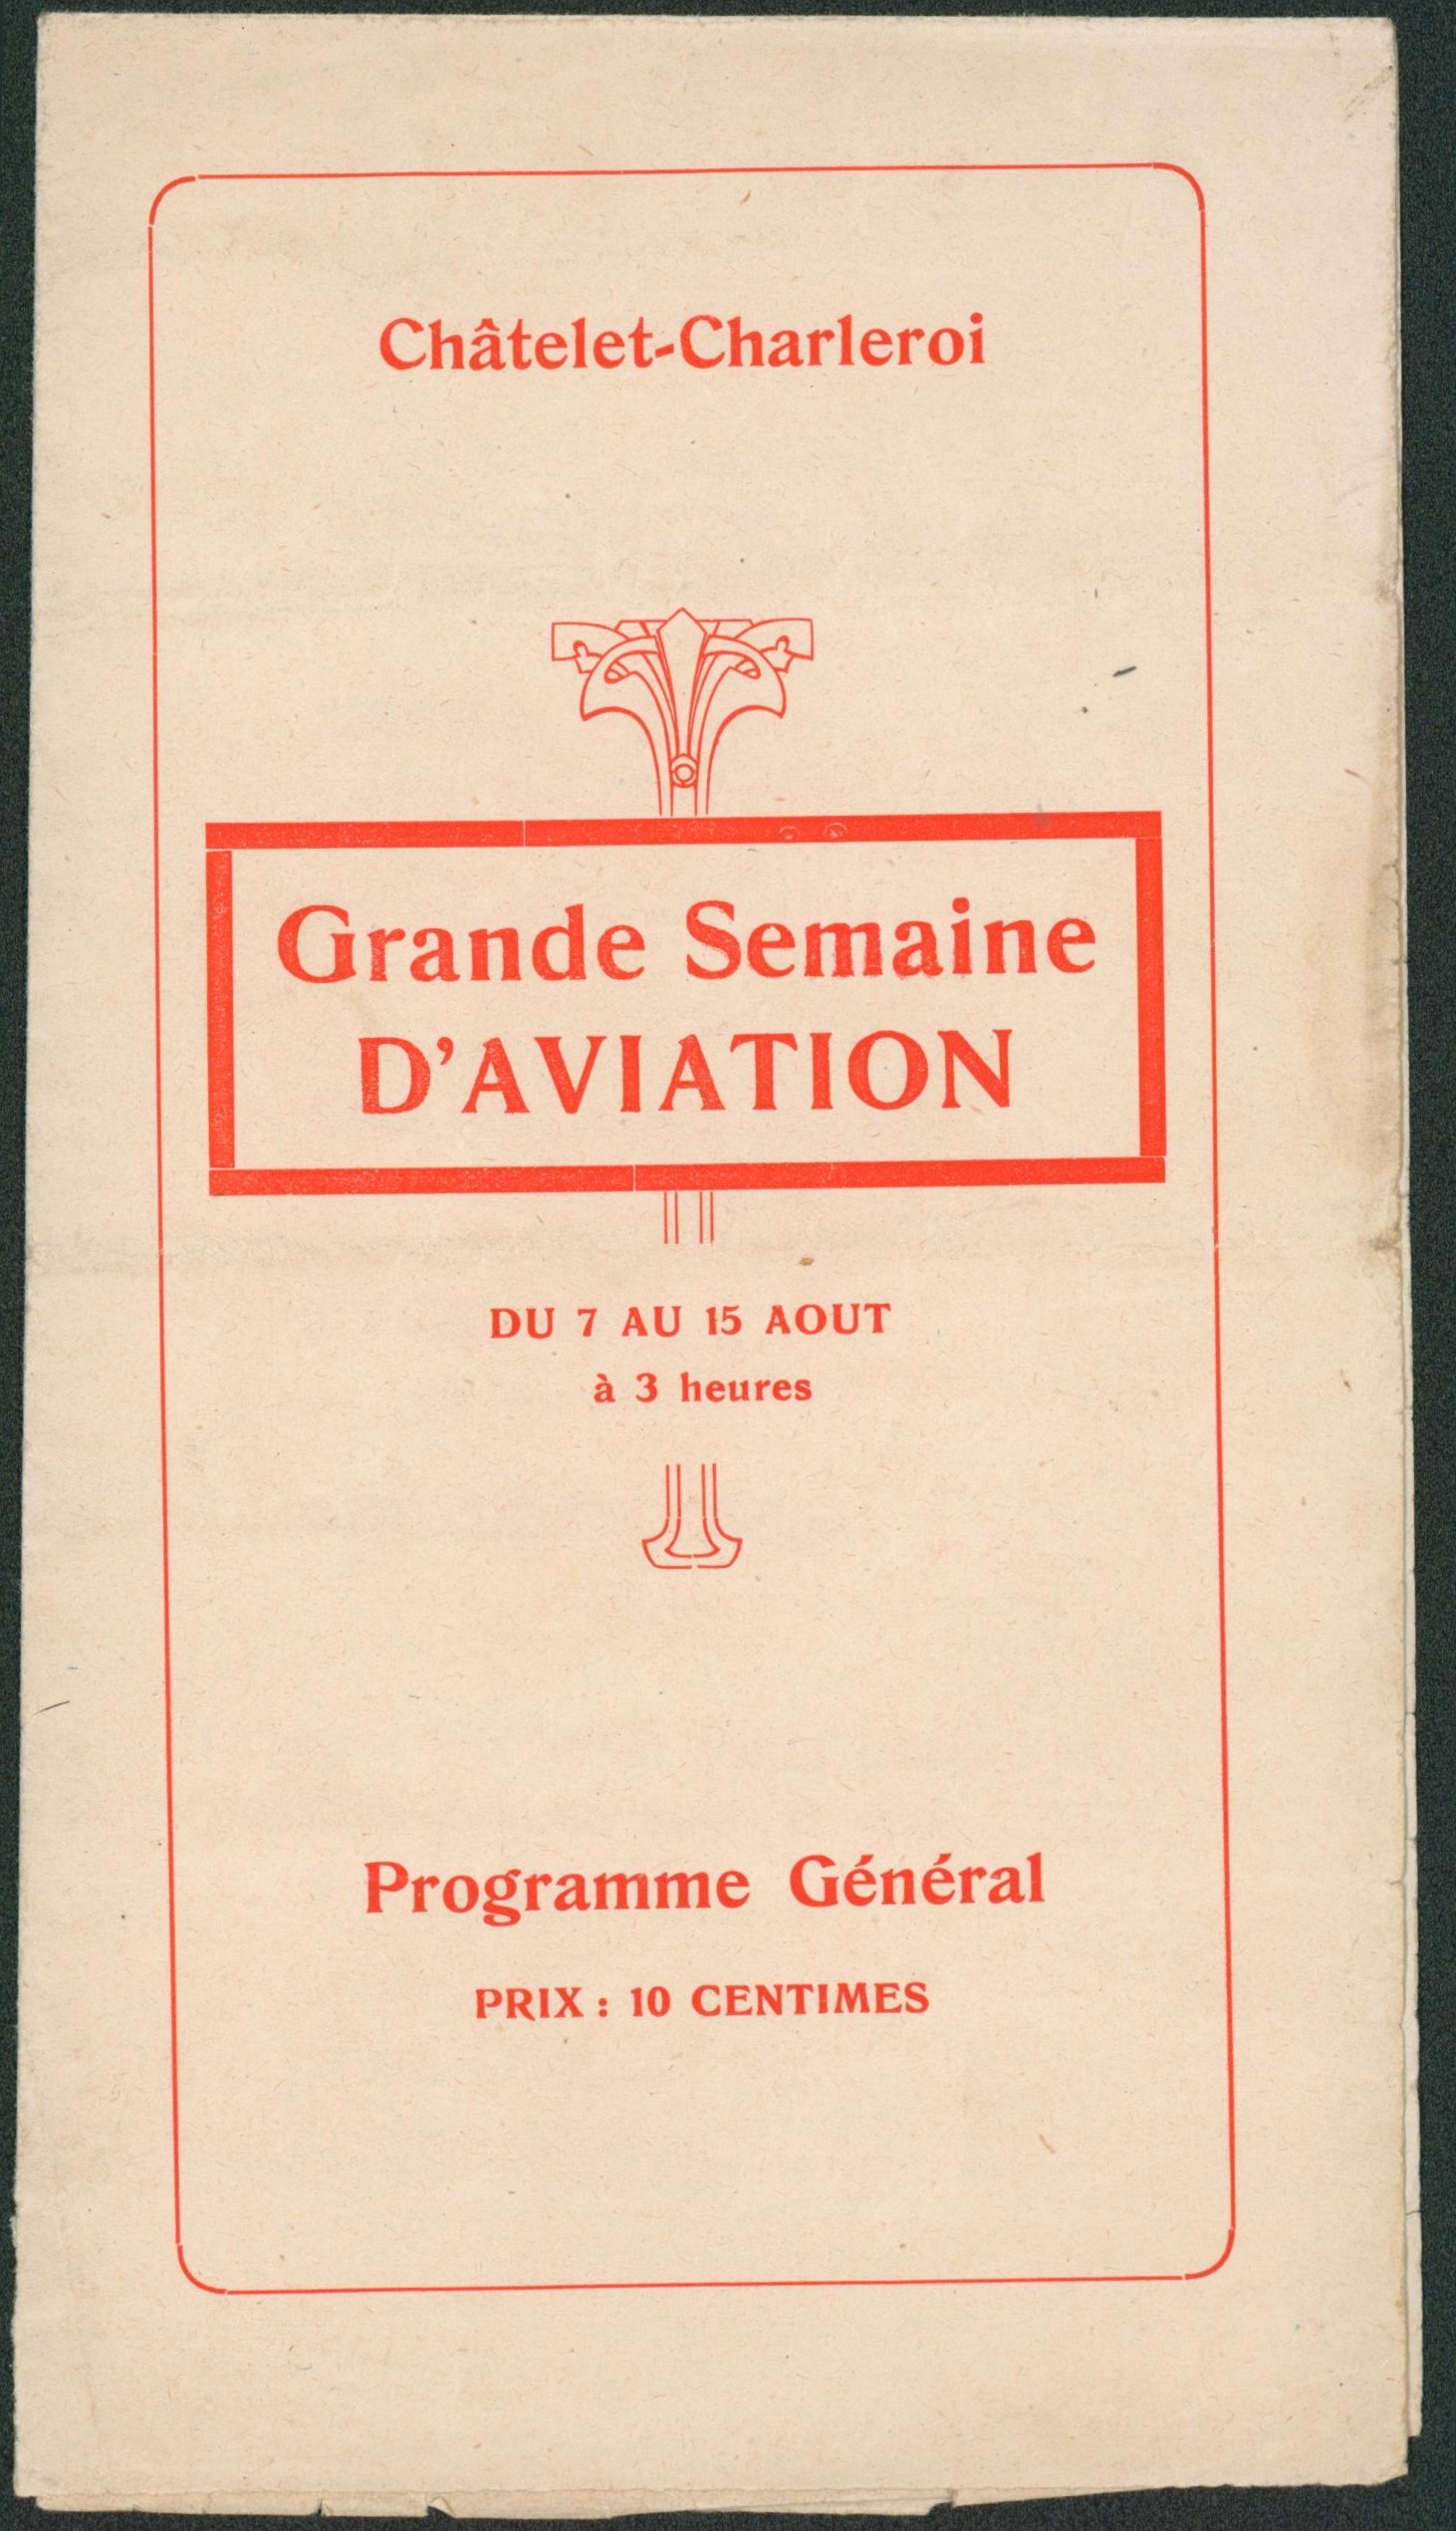 Châtelet-Charleroi
Grande Semaine
D'AVIATION
DU 7 AU 15 AOUT
à 3 heures
Programme Général
PRIX : 10 CENTIMES